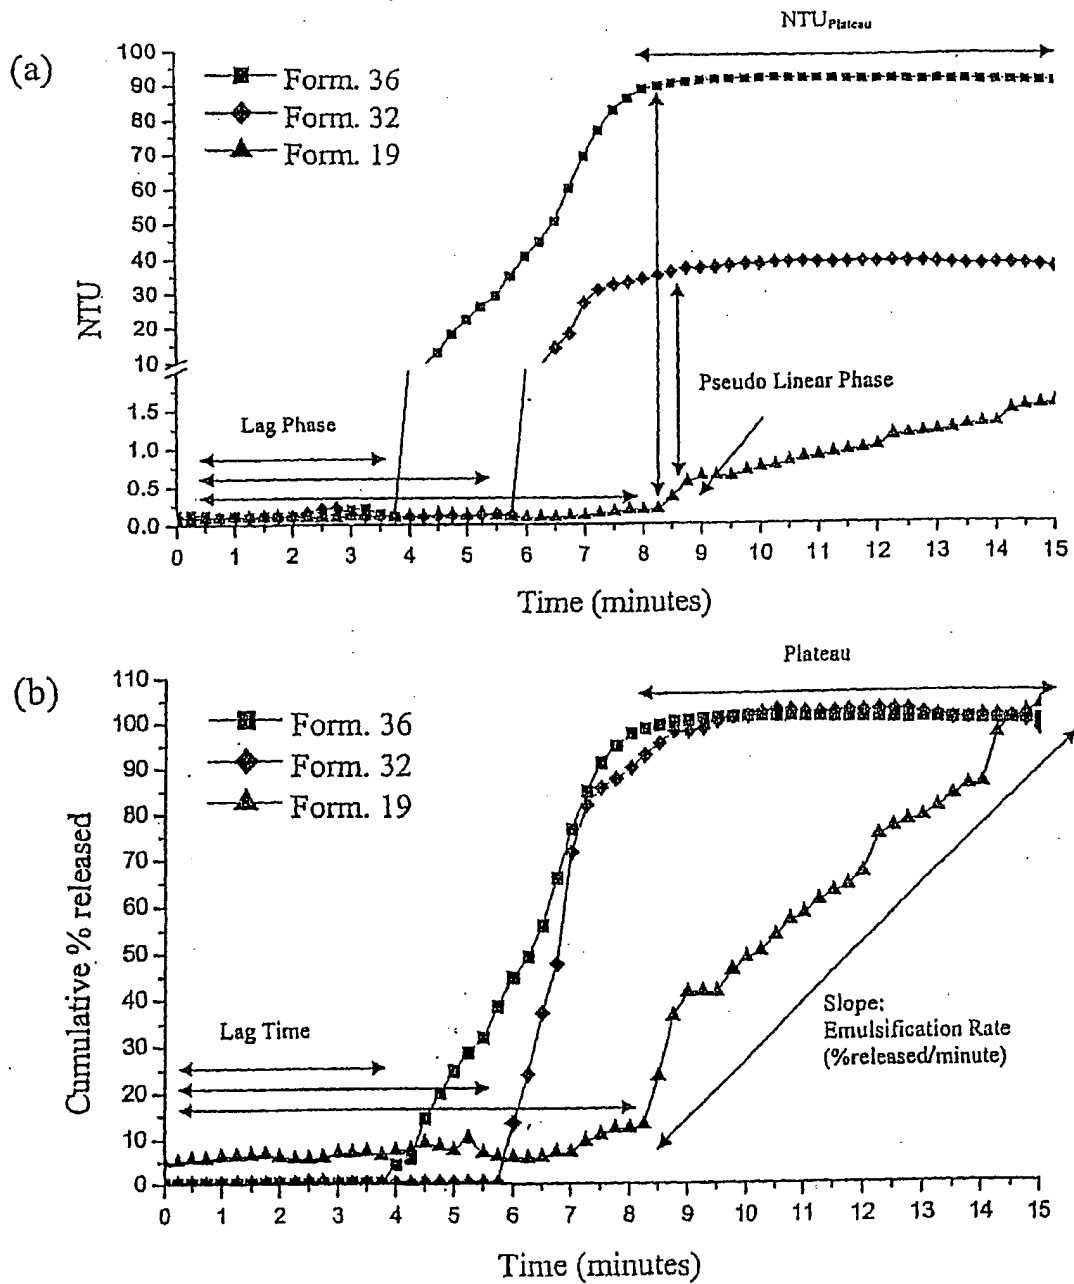 NTU Plateau
(a)
Form. 36
Form. 32
Form. 19
100
90
80
70
60
50
40
30
20
10
1.5
1.0
0.5
0.0
NTU
Lag Phase
Pseudo Linear Phase
0 1 2 3 4 5 6 7 8 9 10 11 12 13 14 15
Time (minutes)
Plateau
(b)
Form. 36
Form. 32
Form. 19
110
100
90
80
70
60
50
40
30
20
10
0
Cumulative % released
Lag Time
Slope:
Emulsification Rate
(%released/minute)
0 1 2 3 4 5 6 7 8 9 10 11 12 13 14 15
Time (minutes)